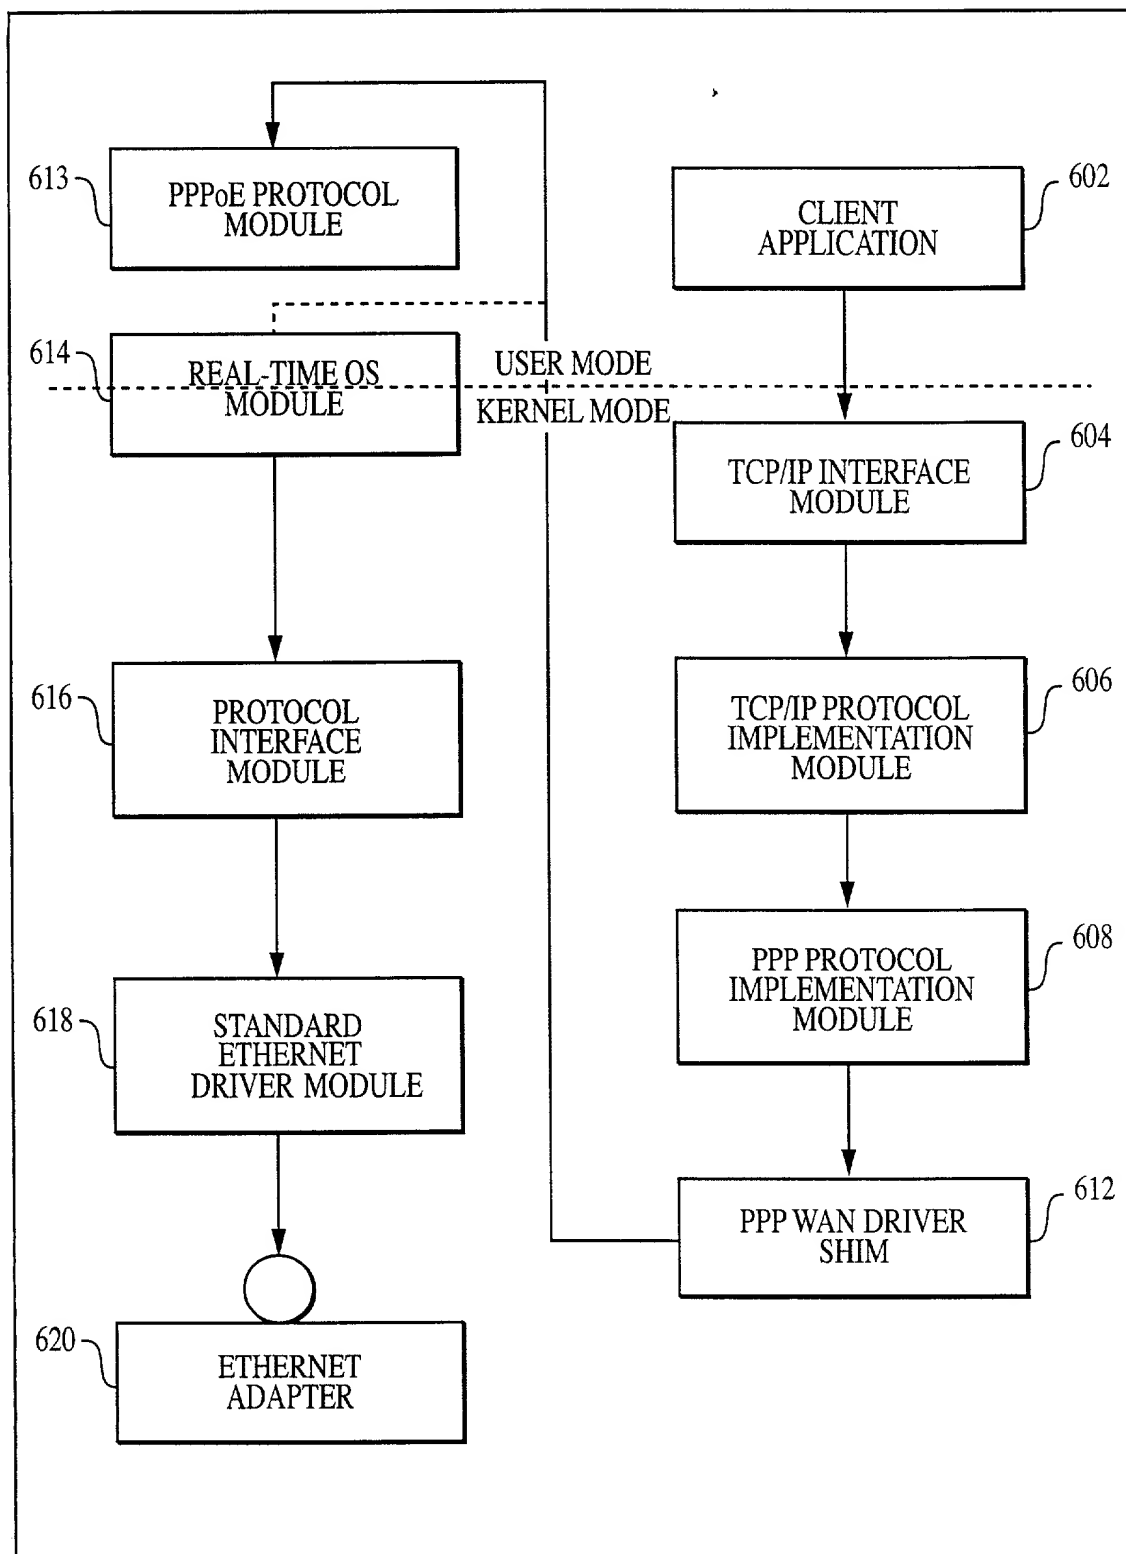 613
PPPoE PROTOCOL
MODULE
614
REAL-TIME OS
MODULE
USER MODE
KERNEL MODE
616
PROTOCOL
INTERFACE
MODULE
618
STANDARD
ETHERNET
DRIVER MODULE
620
ETHERNET
ADAPTER
602
CLIENT
APPLICATION
604
TCP/IP INTERFACE
MODULE
606
TCP/IP PROTOCOL
IMPLEMENTATION
MODULE
608
PPP PROTOCOL
IMPLEMENTATION
MODULE
612
PPP WAN DRIVER
SHIM